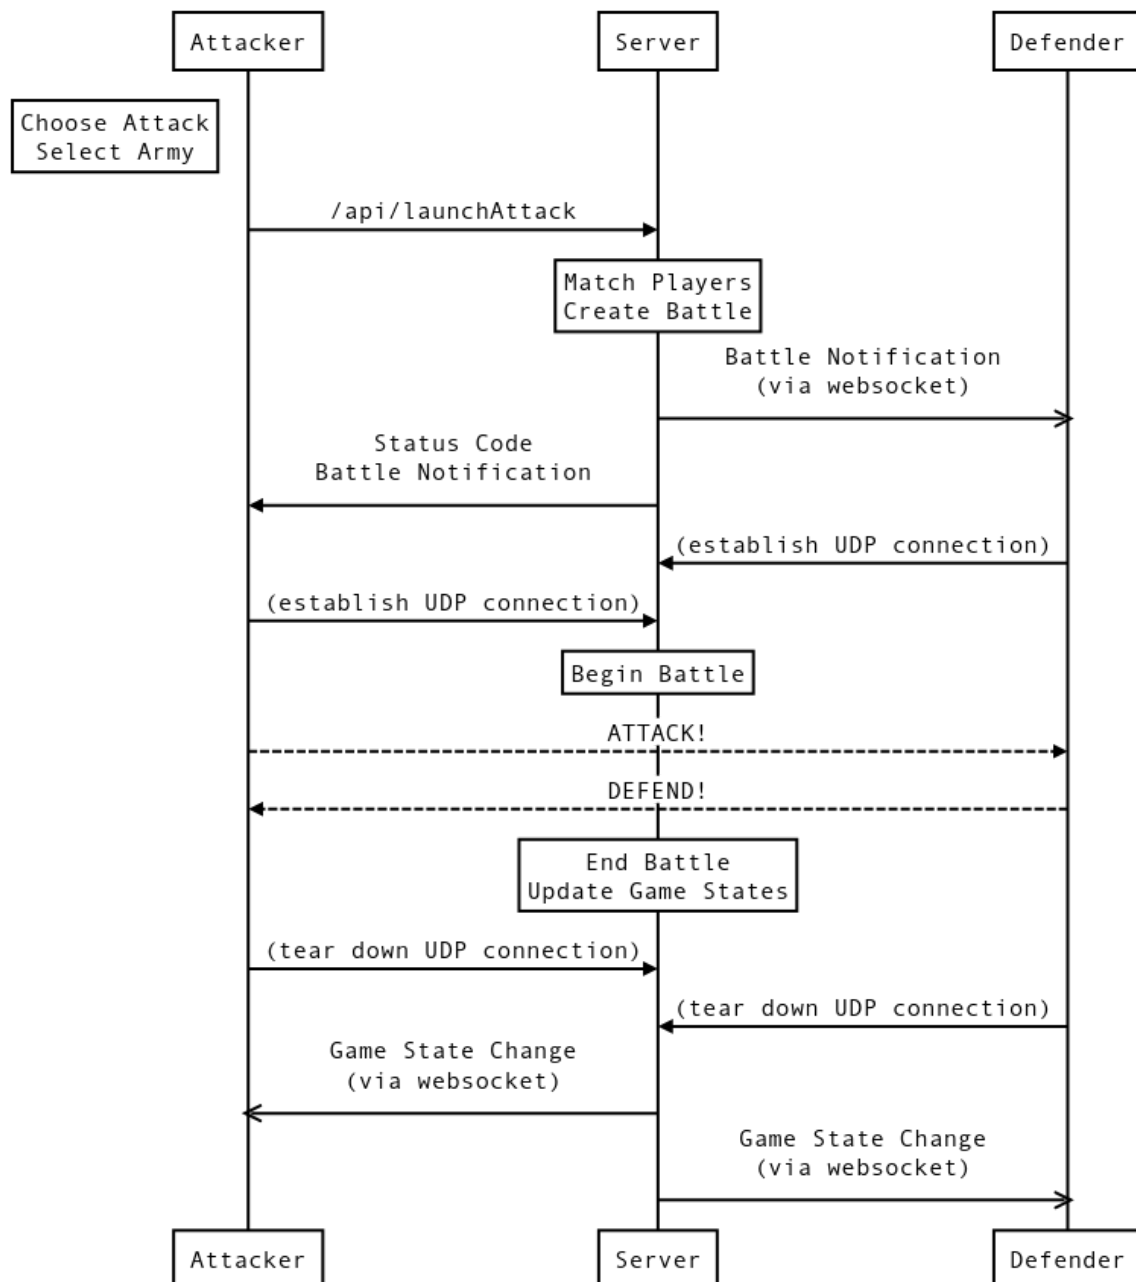 Attacker
Server
Defender
Choose Attack
Select Army
/api/launchAttack
Match Players
Create Battle
Battle Notification
(via websocket)
Status Code
Battle Notification
(establish UDP connection)
(establish UDP connection)
Begin Battle
ATTACK!
DEFEND!
End Battle
Update Game States
(tear down UDP connection)
(tear down UDP connection)
Game State Change
(via websocket)
Game State Change
(via websocket)
Attacker
Server
Defender